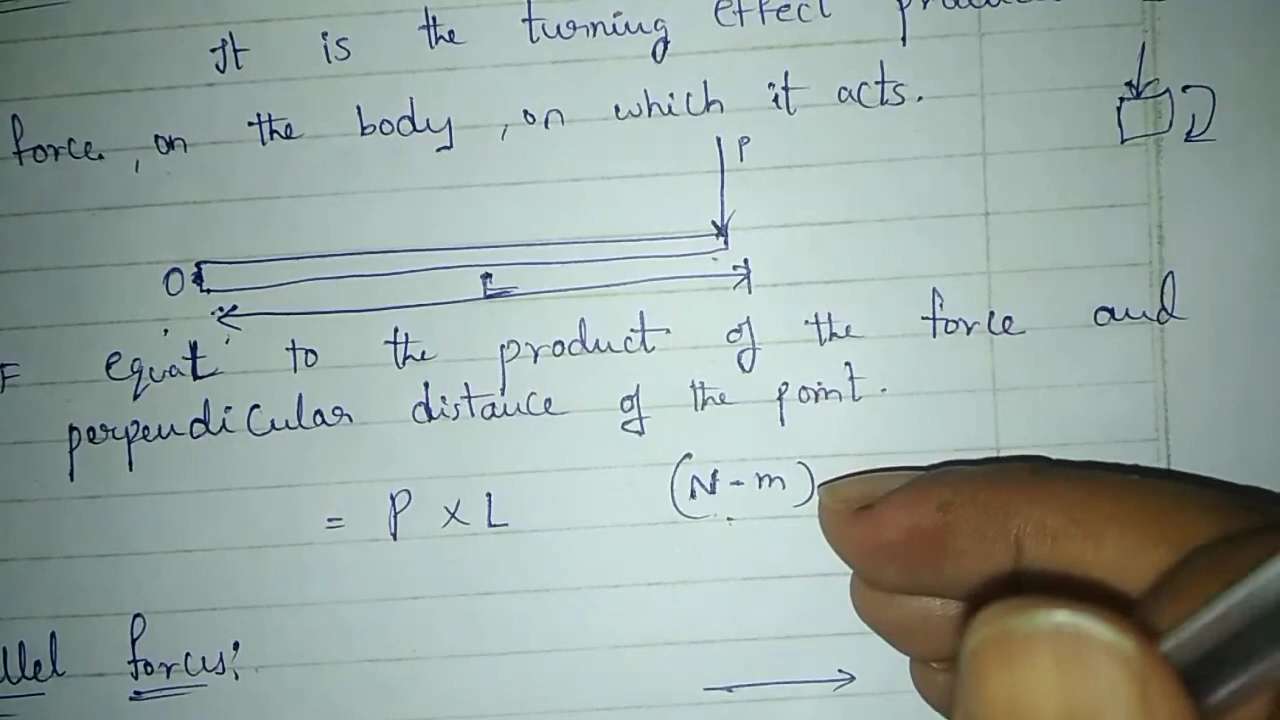 It is the turning effect
force, on the body, on which it acts.
P
O
L
equal to the product of the force and
perpendicular distance of the point.
= P × L (N-m)
forces: